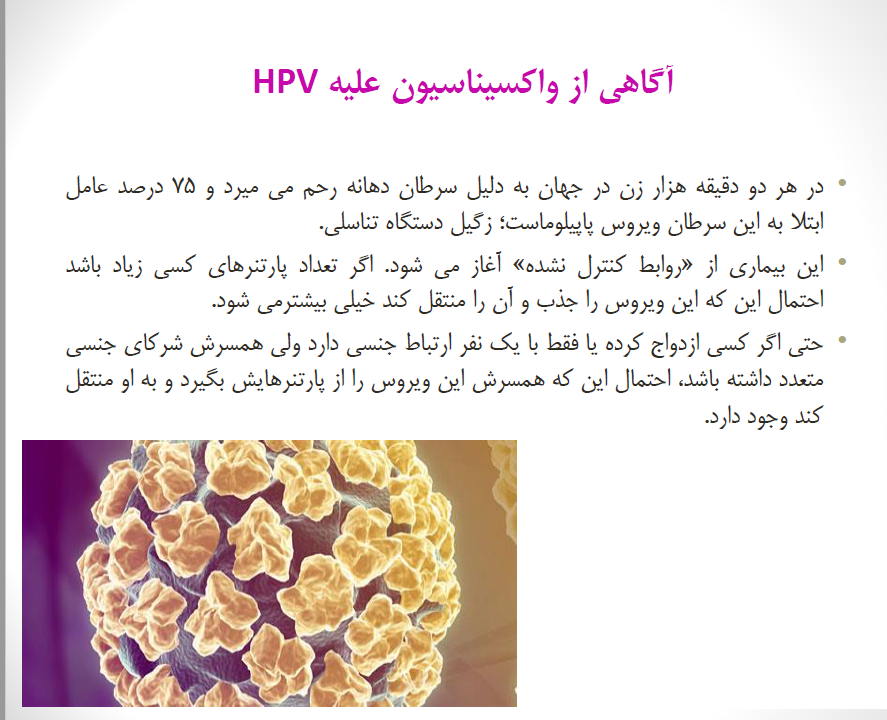 آگاهی از واکسیناسیون علیه HPV
• در هر دو دقیقه هزار زن در جهان به دلیل سرطان دهانه رحم می میرد و ۷۵ درصد عامل
ابتلا به این سرطان ویروس پاپیلوماست؛ زگیل دستگاه تناسلی.
• این بیماری از «روابط کنترل نشده» آغاز می شود. اگر تعداد پارتنرهای کسی زیاد باشد
احتمال این که این ویروس را جذب و آن را منتقل کند خیلی بیشترمی شود.
• حتی اگر کسی ازدواج کرده یا فقط با یک نفر ارتباط جنسی دارد ولی همسرش شرکای جنسی
متعدد داشته باشد، احتمال این که همسرش این ویروس را از پارتنرهایش بگیرد و به او منتقل
کند وجود دارد.